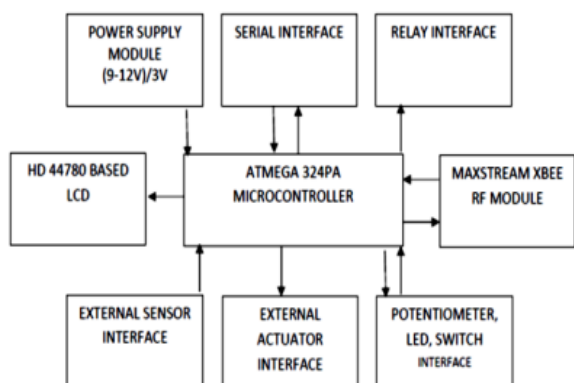 POWER SUPPLY
MODULE
(9-12V)/3V
SERIAL INTERFACE
RELAY INTERFACE
HD 44780 BASED
LCD
ATMEGA 324PA
MICROCONTROLLER
MAXSTREAM XBEE
RF MODULE
EXTERNAL SENSOR
INTERFACE
EXTERNAL
ACTUATOR
INTERFACE
POTENTIOMETER,
LED, SWITCH
INTERFACE